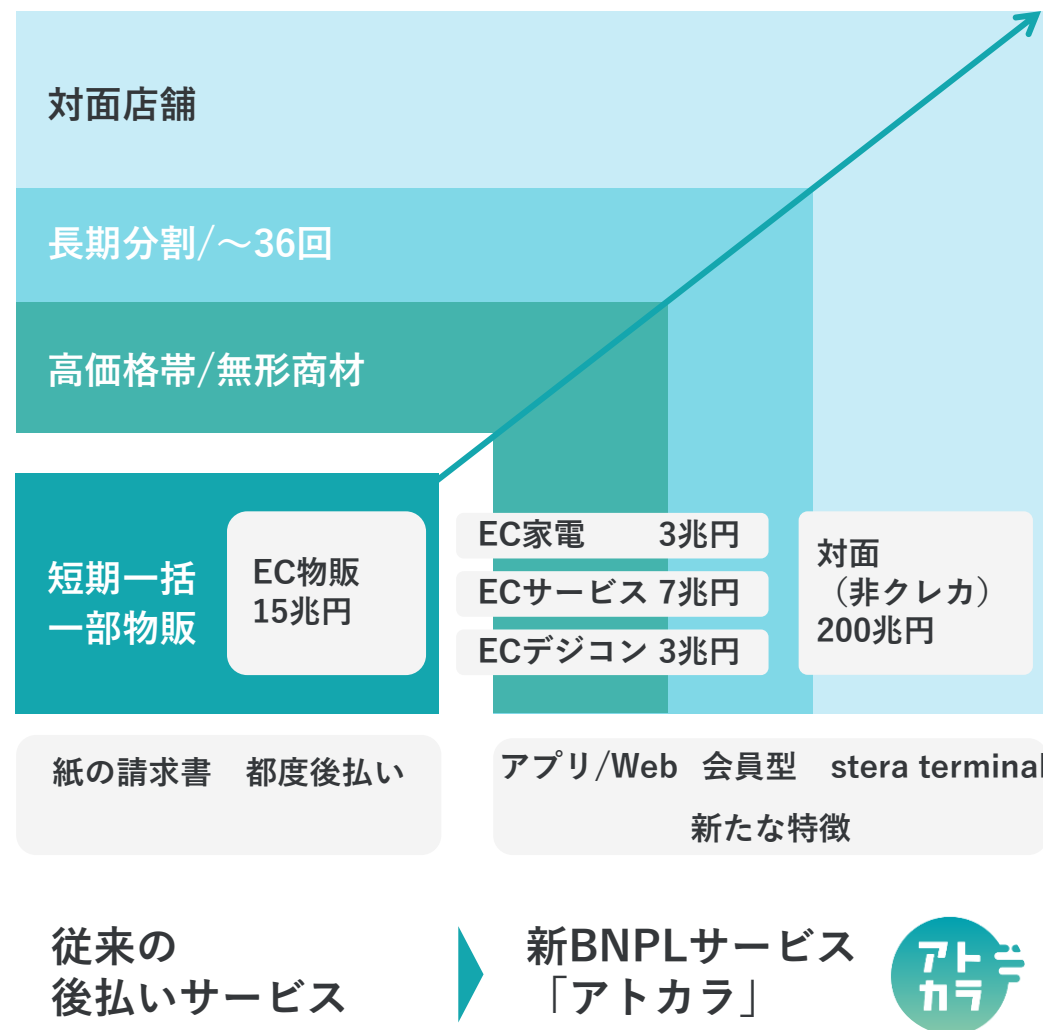 対面店舗
長期分割/〜36回
高価格帯/無形商材
短期一括
一部物販
EC物販
15兆円
EC家電 3兆円
ECサービス 7兆円
ECデジコン 3兆円
対面
（非クレカ）
200兆円
紙の請求書 都度後払い
アプリ/Web 会員型 stera terminal
新たな特徴
従来の
後払いサービス
新BNPLサービス
「アトカラ」
アト
カラ